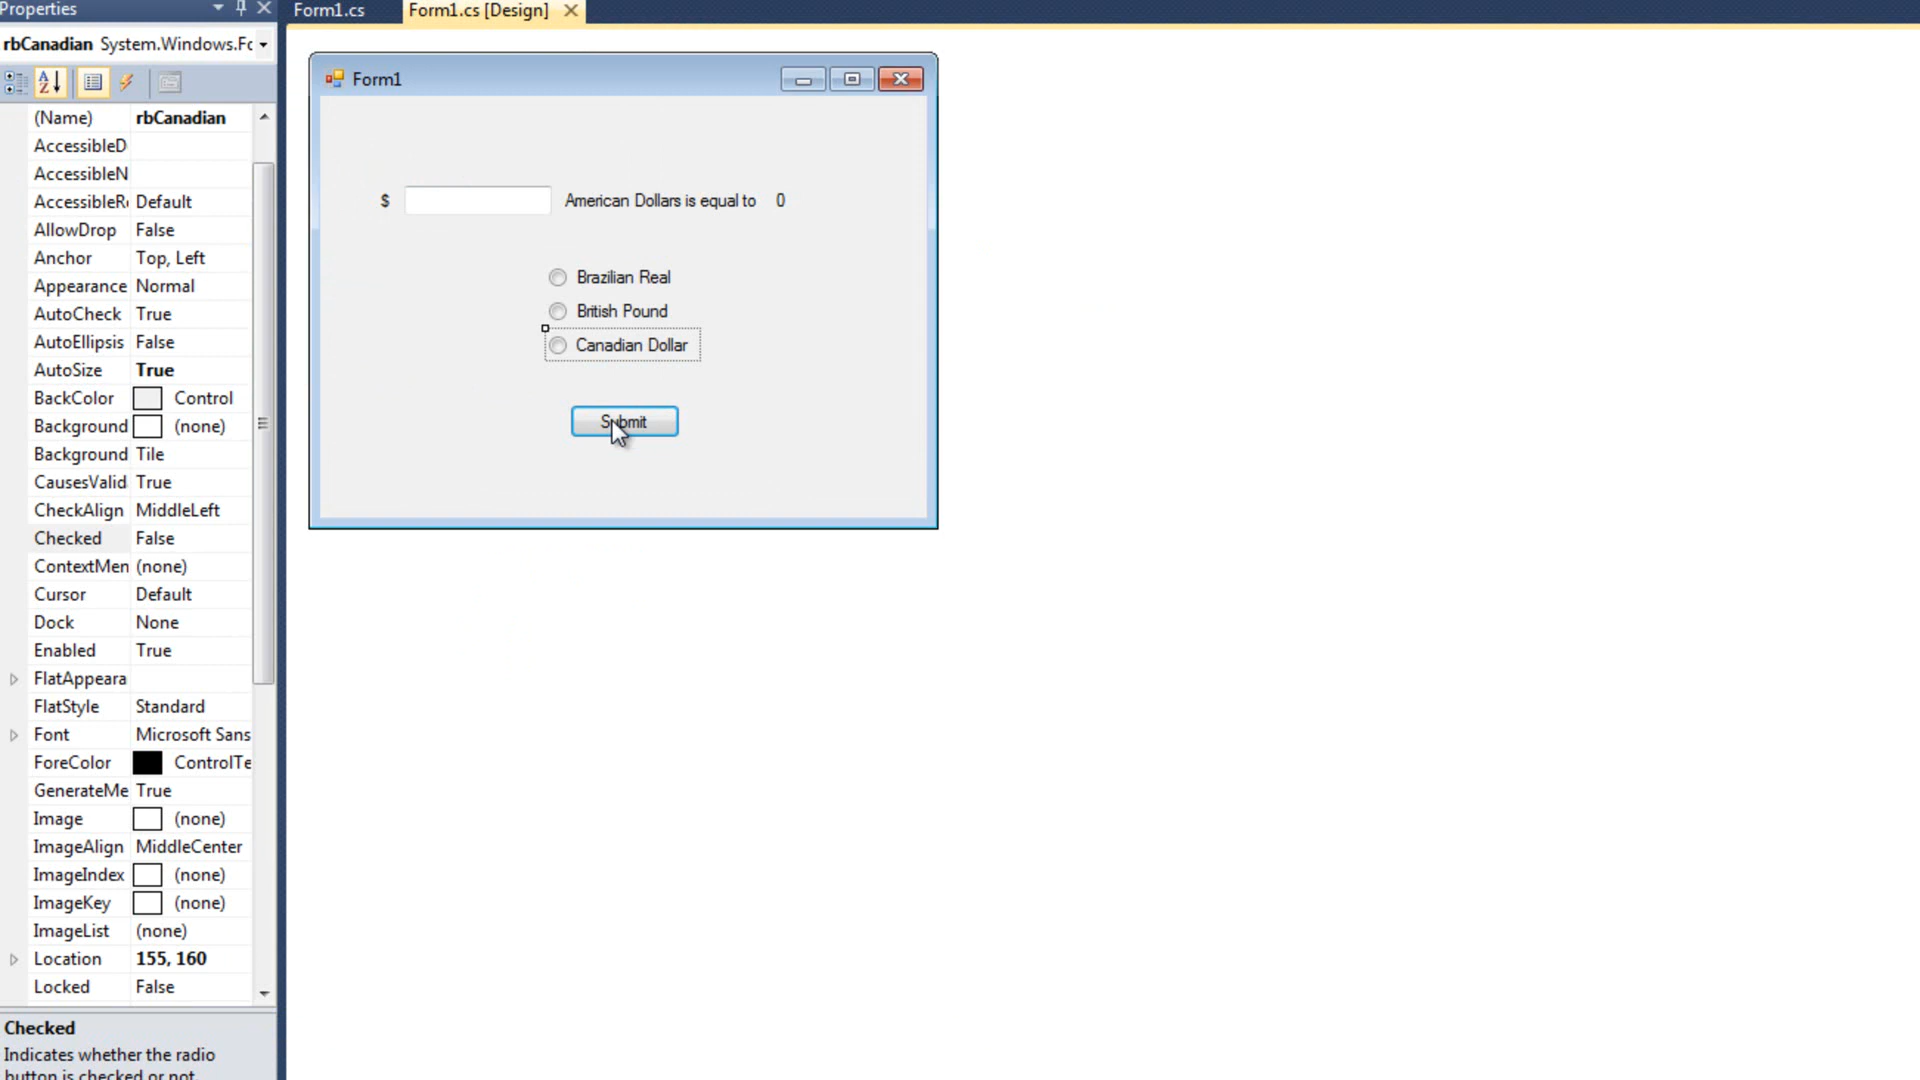 Properties
rbCanadian System.Windows.Fc
(Name) rbCanadian
AccessibleD
AccessibleN
AccessibleR Default
AllowDrop False
Anchor Top, Left
Appearance Normal
AutoCheck True
AutoEllipsis False
AutoSize True
BackColor Control
Background (none)
Background Tile
CausesValid True
CheckAlign MiddleLeft
Checked False
ContextMen (none)
Cursor Default
Dock None
Enabled True
FlatAppeara
FlatStyle Standard
Font Microsoft Sans
ForeColor ControlTe
GenerateMe True
Image (none)
ImageAlign MiddleCenter
ImageIndex (none)
ImageKey (none)
ImageList (none)
Location 155, 160
Locked False
Checked
Indicates whether the radio
button is checked or not.
Form1.cs Form1.cs [Design]
Form1
$ American Dollars is equal to 0
Brazilian Real
British Pound
Canadian Dollar
Submit